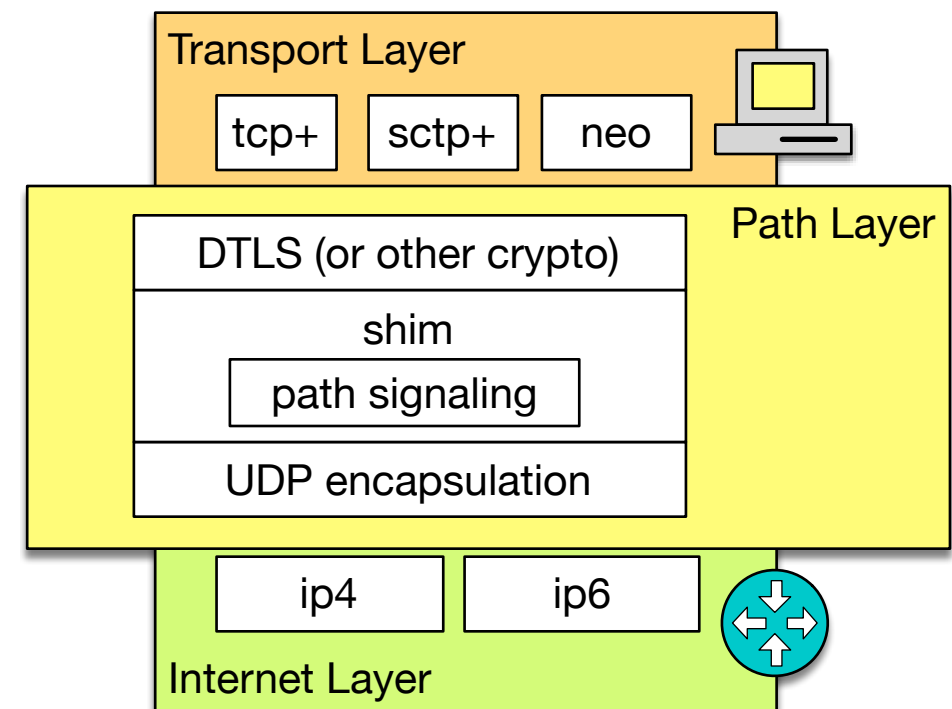 Transport Layer
tcp+
sctp+
neo
Path Layer
DTLS (or other crypto)
shim
path signaling
UDP encapsulation
ip4
ip6
Internet Layer